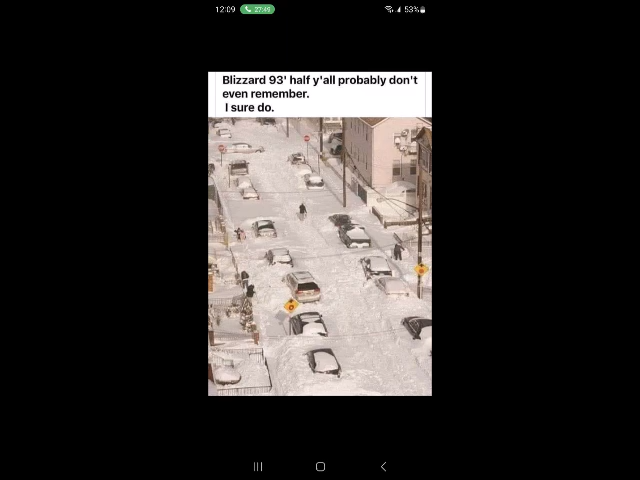 12:09 27:49 53%
Blizzard 93' half y'all probably don't
even remember.
I sure do.